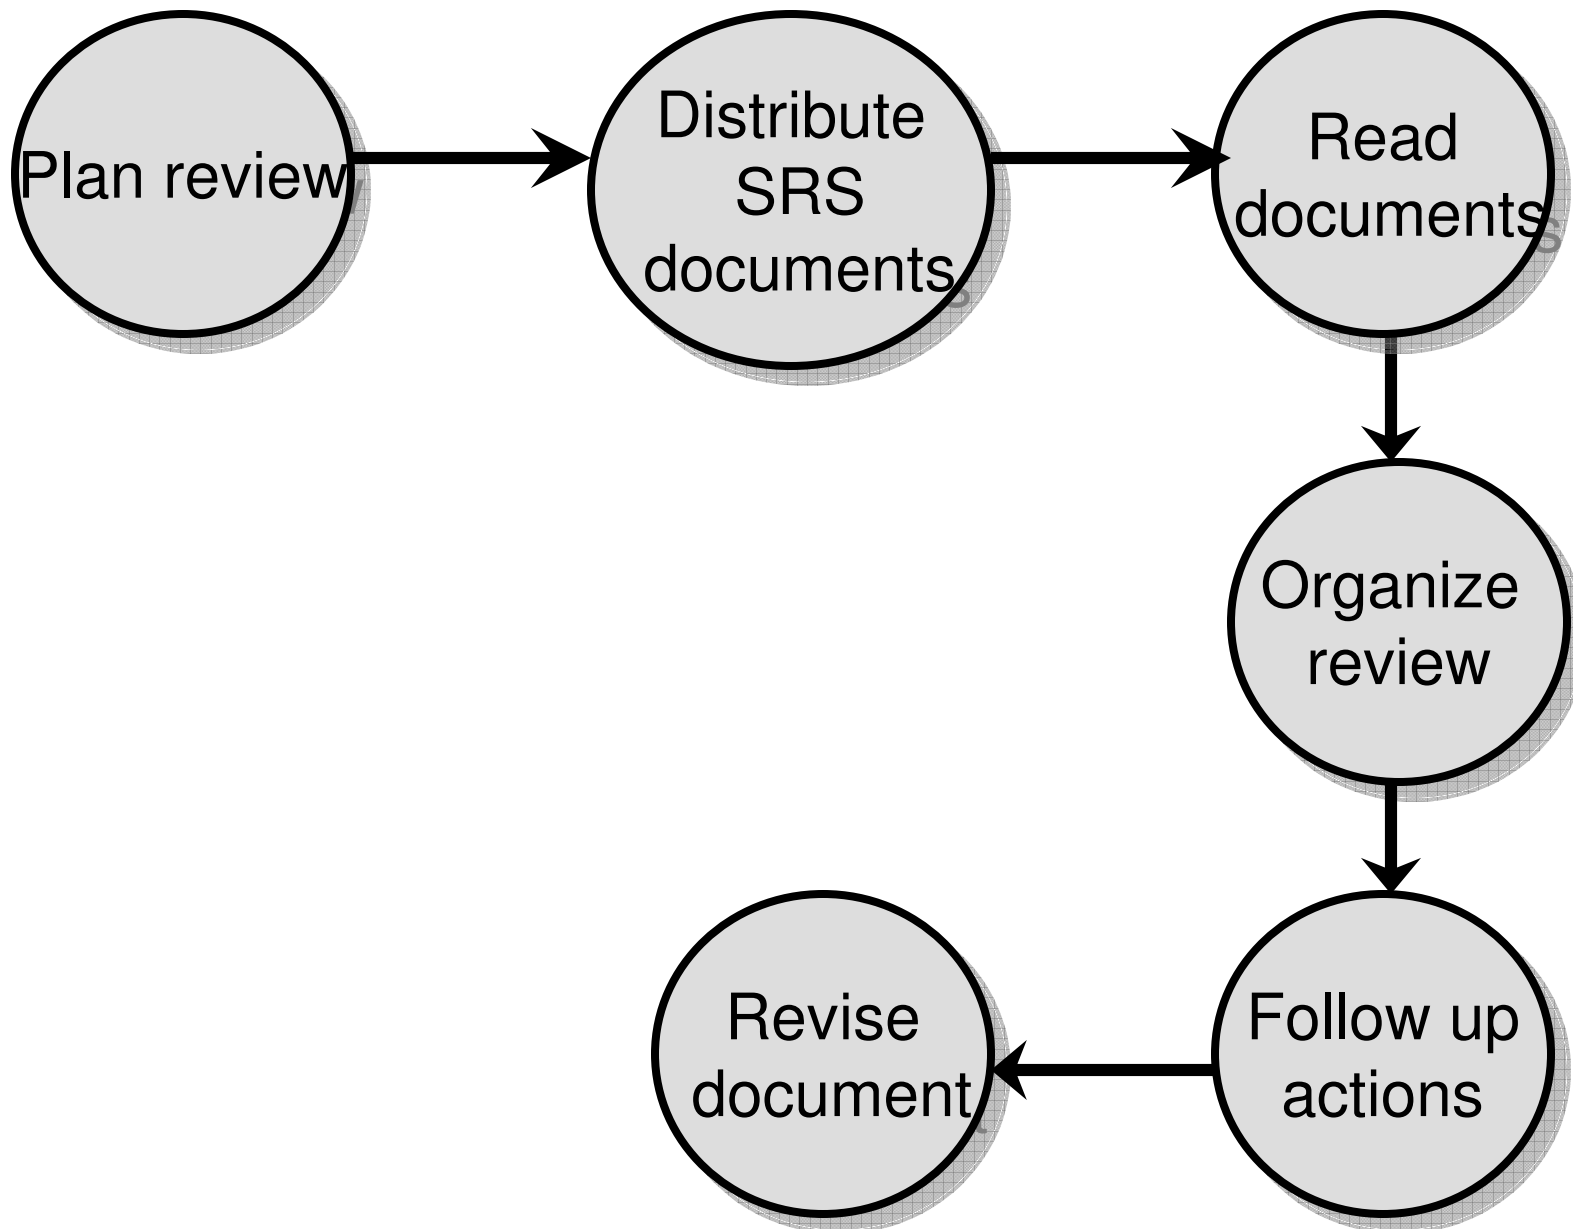 Plan review
Distribute
SRS
documents
Read
documents
Organize
review
Follow up
actions
Revise
document